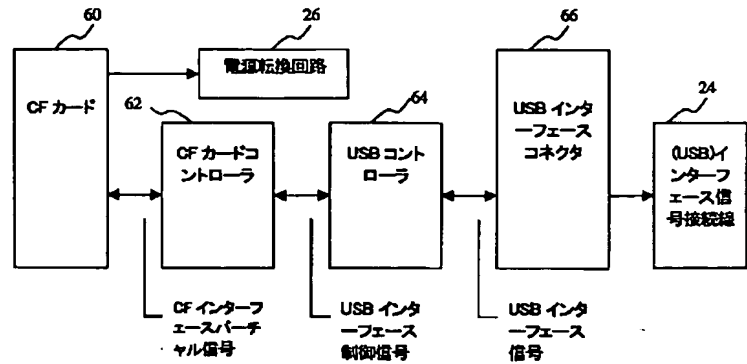 60
26
66
電源転換回路
CF カード
62
64
USB インタ
ーフェース
コネクタ
24
CF カードコ
ントローラ
USB コント
ローラ
(USB)イ
ンターフ
ェース信
号接続線
CF インターフ
ェースバーチ
ャル信号
USB インタ
ーフェース
制御信号
USB インタ
ーフェース
信号